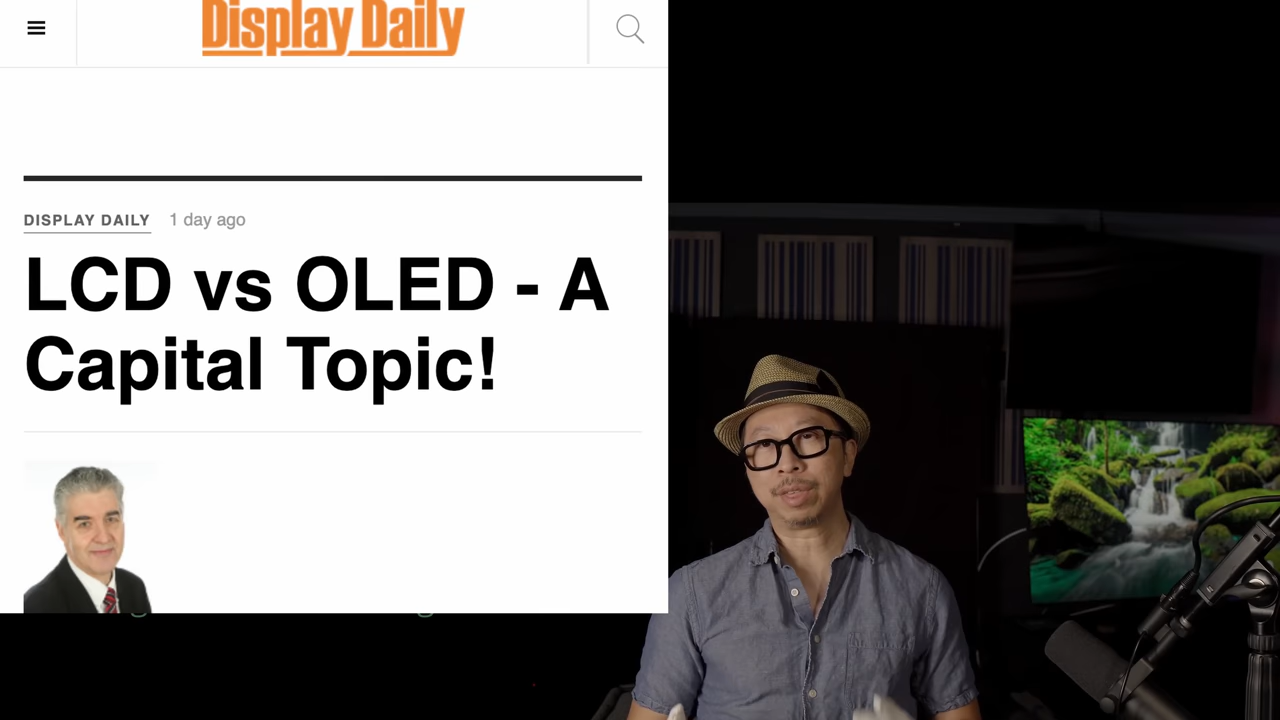 Display Daily
DISPLAY DAILY 1 day ago
LCD vs OLED - A
Capital Topic!